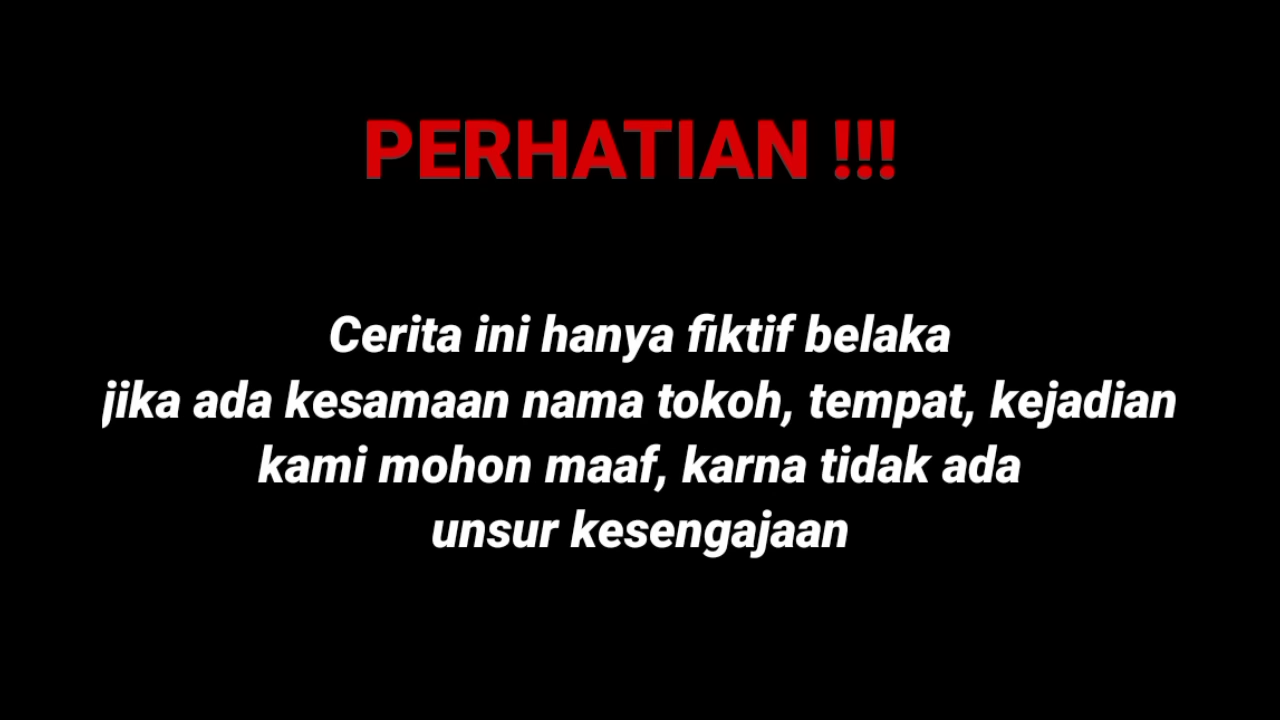 PERHATIAN !!!
Cerita ini hanya fiktif belaka
jika ada kesamaan nama tokoh, tempat, kejadian
kami mohon maaf, karna tidak ada
unsur kesengajaan